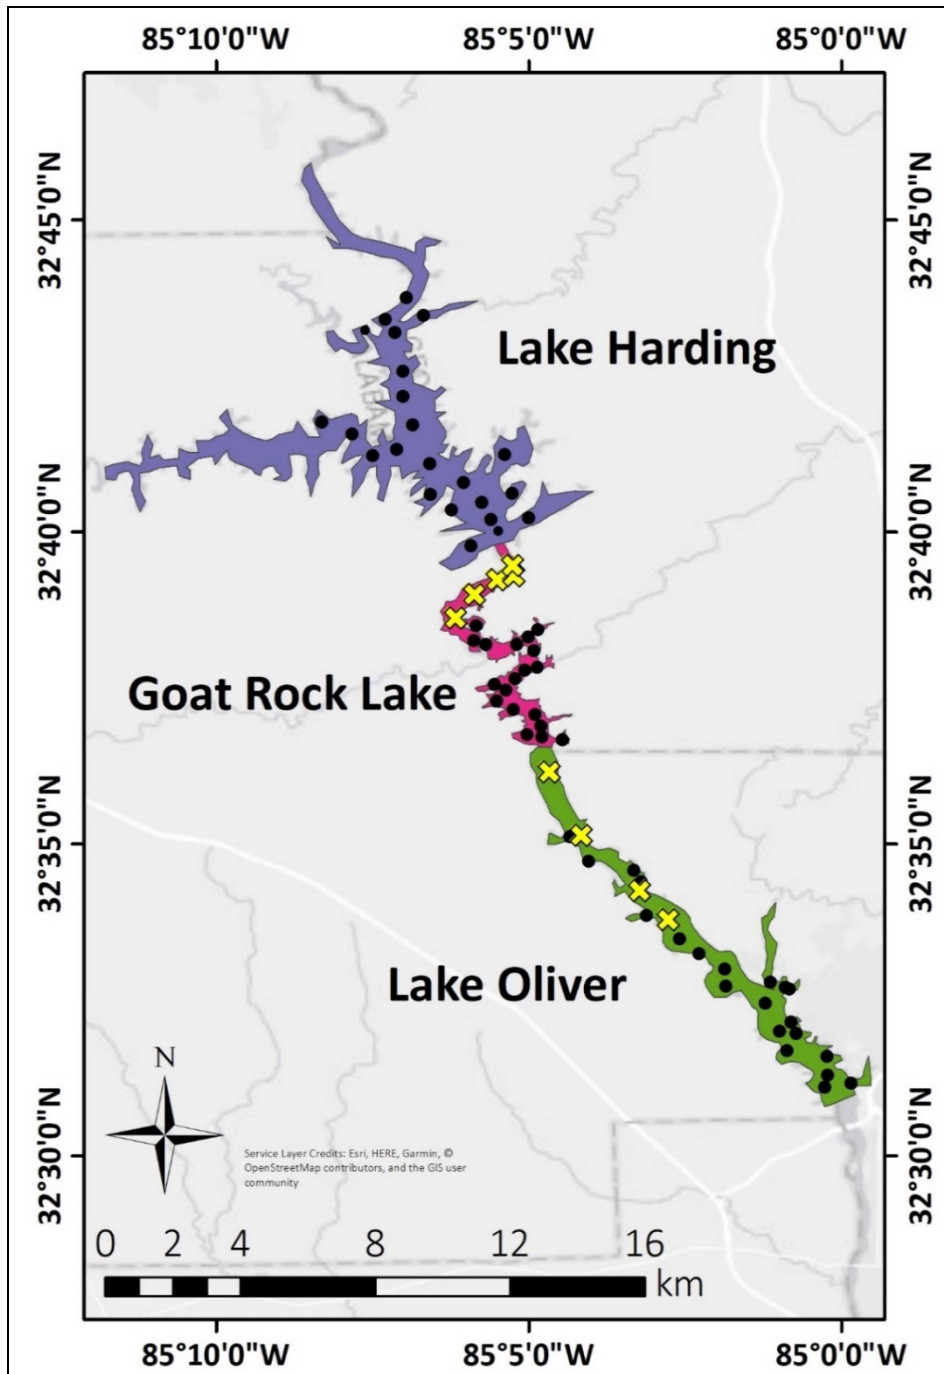 85°10'0"W 85°5'0"W 85°0'0"W
32°45'0"N 32°45'0"N
Lake Harding
32°40'0"N 32°40'0"N
Goat Rock Lake
32°35'0"N 32°35'0"N
Lake Oliver
N
32°30'0"N 32°30'0"N
Service Layer Credits: Esri, HERE, Garmin, ©
OpenStreetMap contributors, and the GIS user
community
0 2 4 8 12 16
km
85°10'0"W 85°5'0"W 85°0'0"W